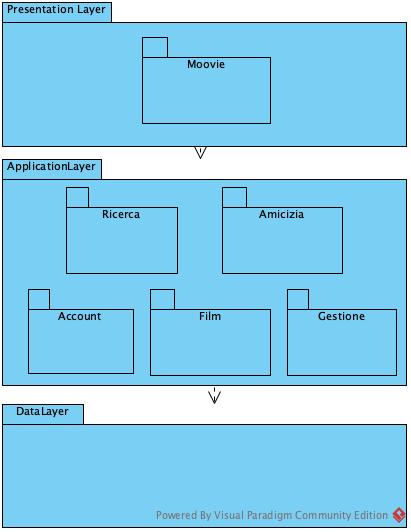 Presentation Layer
Moovie
ApplicationLayer
Ricerca
Amicizia
Account
Film
Gestione
DataLayer
Powered By Visual Paradigm Community Edition